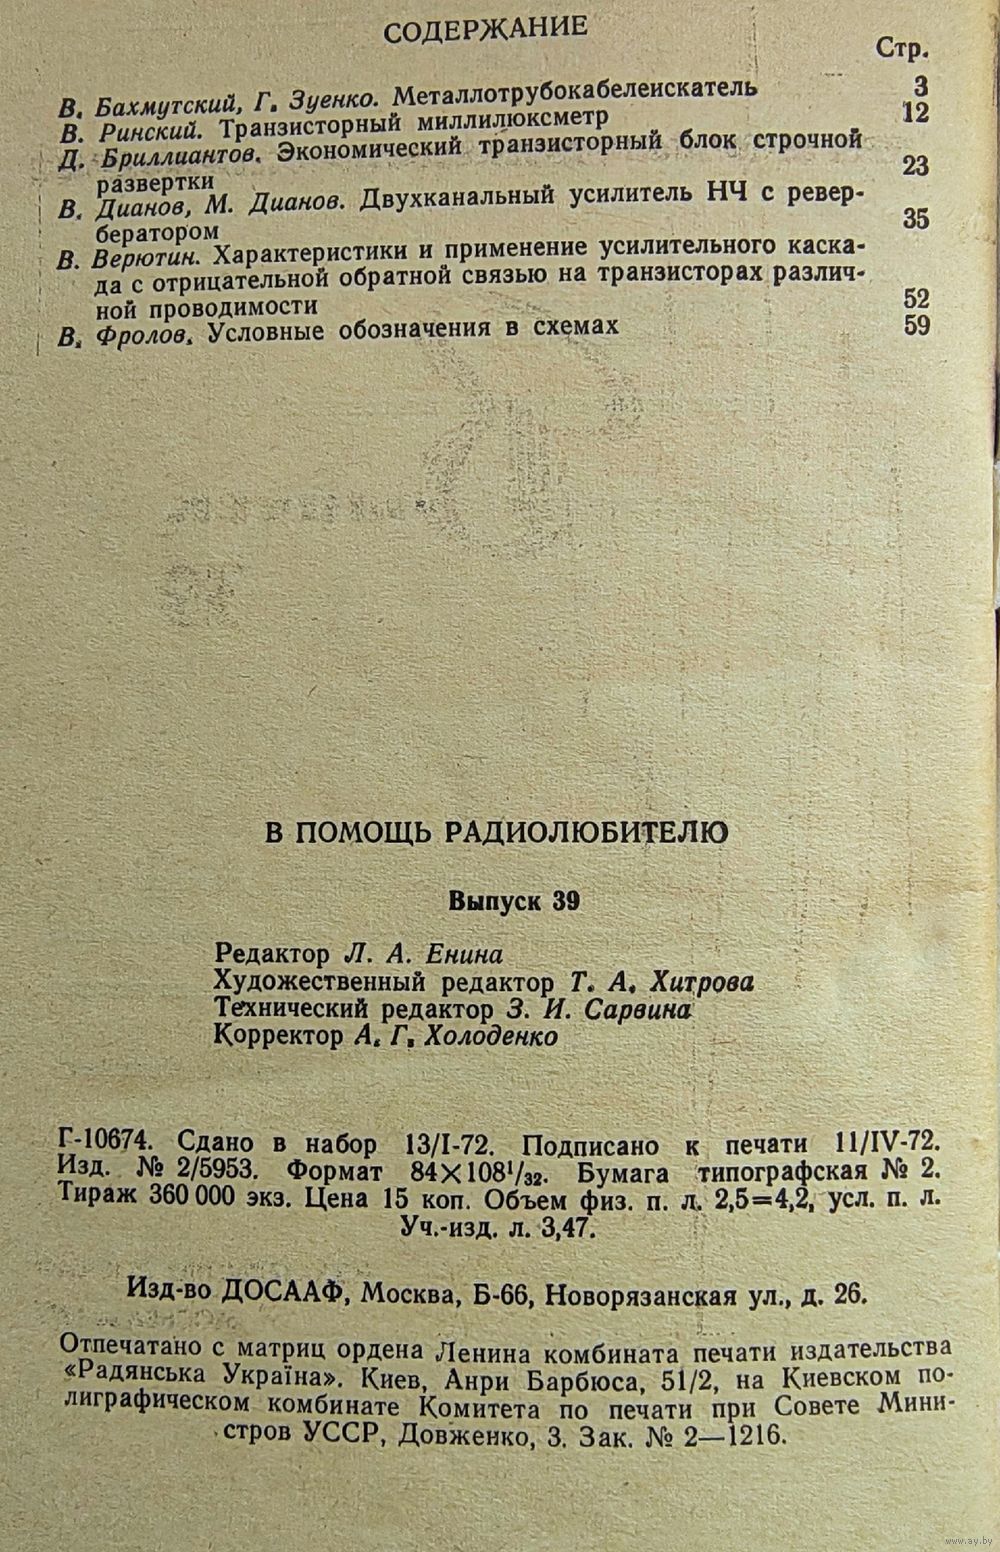 СОДЕРЖАНИЕ
Стр.
В. Бахмутский, Г. Зуенко. Металлотрубокабелеискатель 3
В. Ринский. Транзисторный миллилюксметр 12
Д. Бриллиантов. Экономический транзисторный блок строчной
развертки 23
В. Дианов, М. Дианов. Двухканальный усилитель НЧ с ревер-
бератором 35
В. Верютин. Характеристики и применение усилительного каска-
да с отрицательной обратной связью на транзисторах различ-
ной проводимости 52
В. Фролов. Условные обозначения в схемах 59
В ПОМОЩЬ РАДИОЛЮБИТЕЛЮ
Выпуск 39
Редактор Л. А. Енина
Художественный редактор Т. А. Хитрова
Технический редактор З. И. Сарвина
Корректор А. Г. Холоденко
Г-10674. Сдано в набор 13/I-72. Подписано к печати 11/IV-72.
Изд. № 2/5953. Формат 84×108¹/₃₂. Бумага типографская № 2.
Тираж 360 000 экз. Цена 15 коп. Объем физ. п. л. 2,5=4,2, усл. п. л.
Уч.-изд. л. 3,47.
Изд-во ДОСААФ, Москва, Б-66, Новорязанская ул., д. 26.
Отпечатано с матриц ордена Ленина комбината печати издательства
«Радянська Україна». Киев, Анри Барбюса, 51/2, на Киевском по-
лиграфическом комбинате Комитета по печати при Совете Мини-
стров УССР, Довженко, 3. Зак. № 2—1216.
www.ay.by